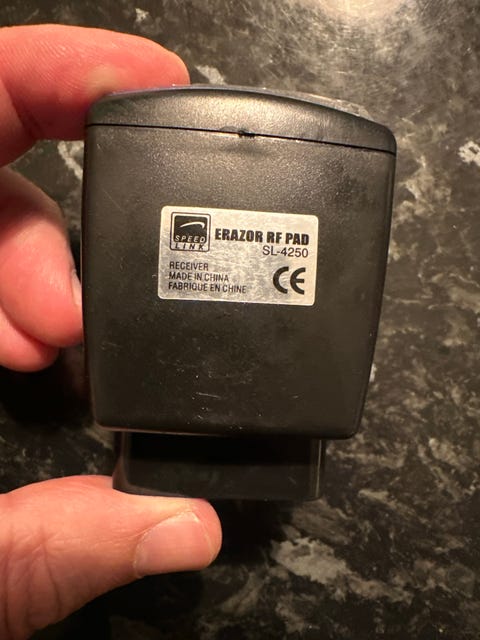 SPEED
LINK
ERAZOR RF PAD
SL-4250
RECEIVER
MADE IN CHINA
FABRIQUE EN CHINE
CE